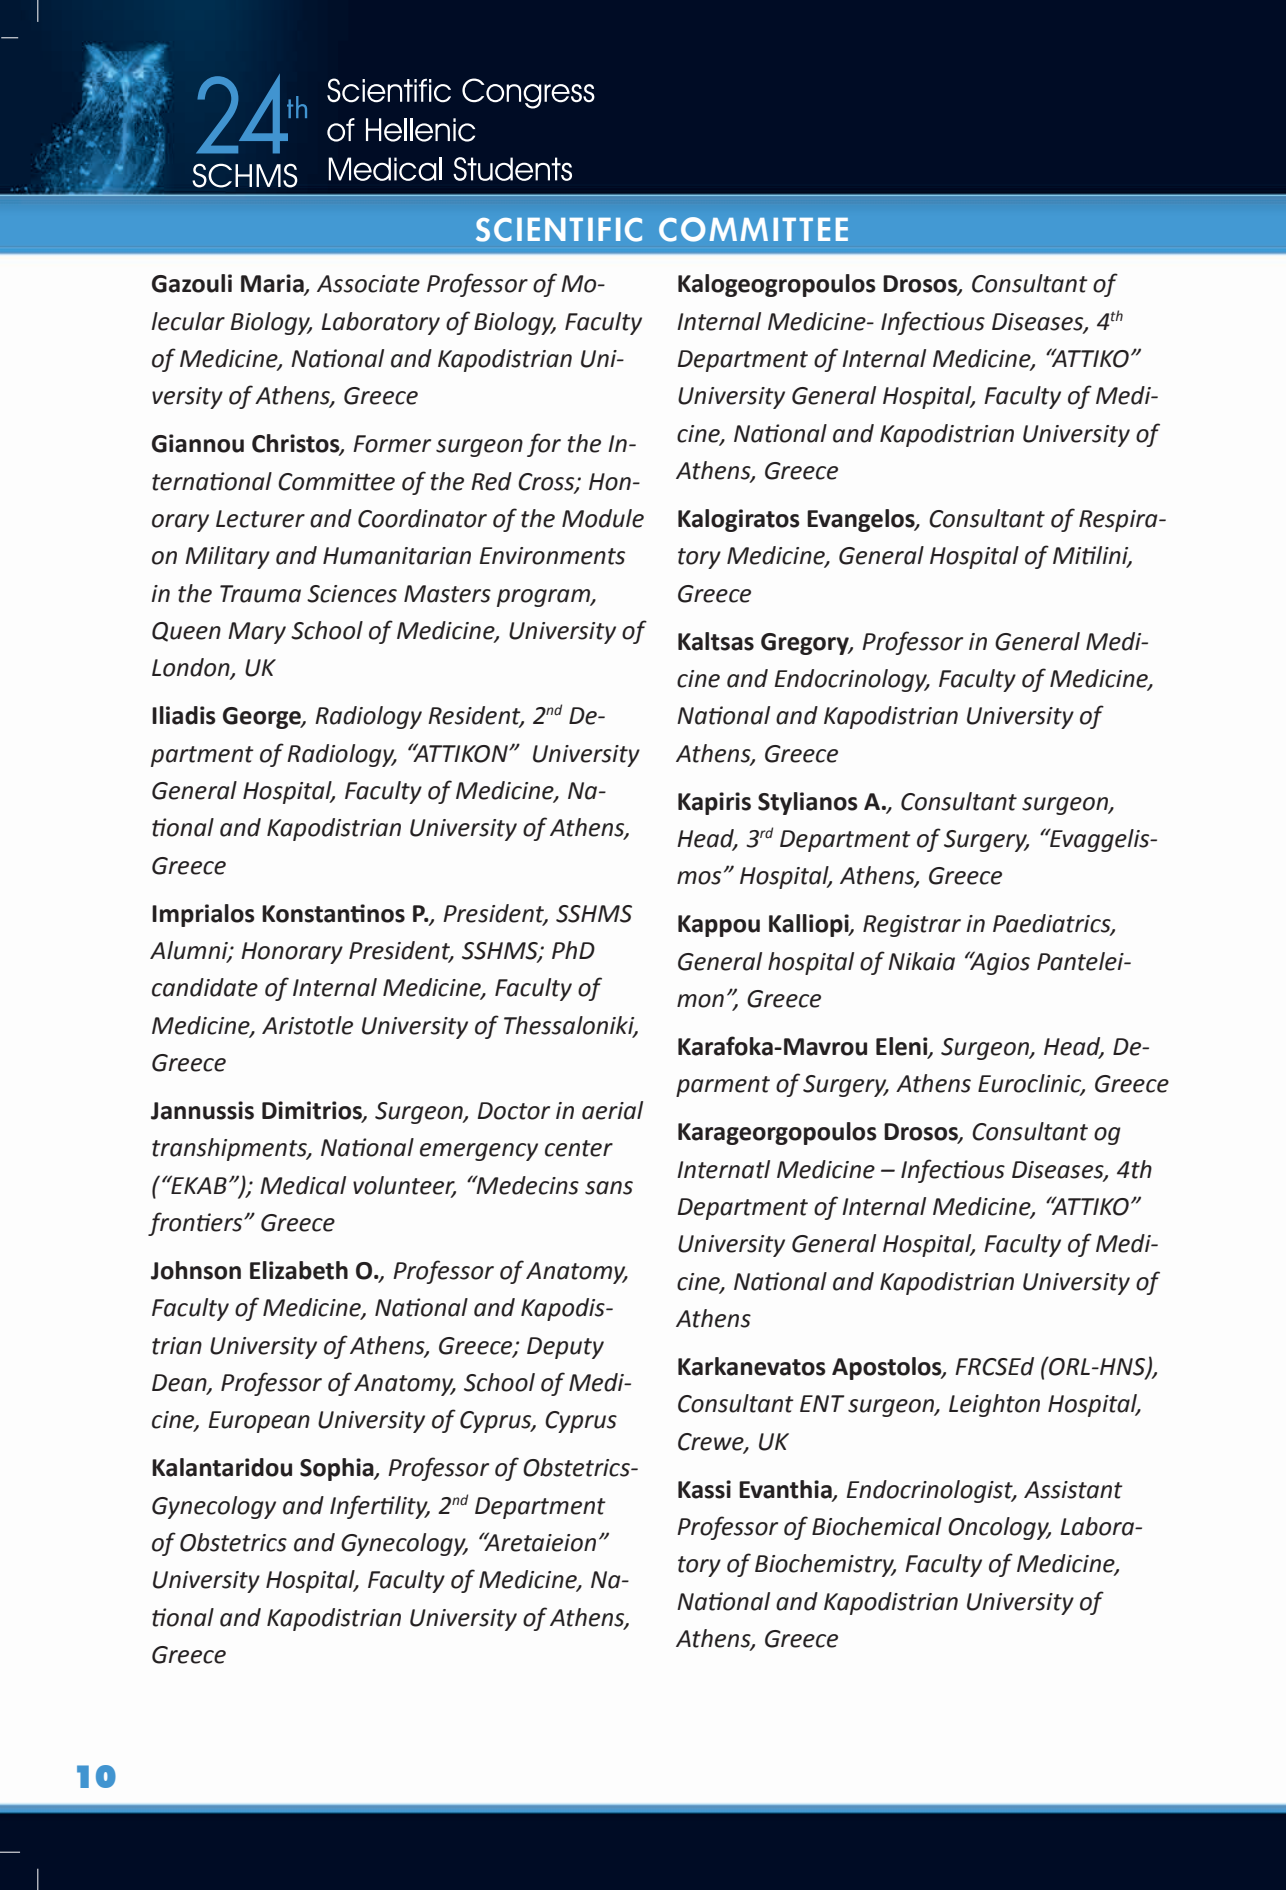 24th
SCHMS
Scientific Congress
of Hellenic
Medical Students
SCIENTIFIC COMMITTEE
Gazouli Maria, Associate Professor of Mo-
lecular Biology, Laboratory of Biology, Faculty
of Medicine, National and Kapodistrian Uni-
versity of Athens, Greece
Giannou Christos, Former surgeon for the In-
ternational Committee of the Red Cross; Hon-
orary Lecturer and Coordinator of the Module
on Military and Humanitarian Environments
in the Trauma Sciences Masters program,
Queen Mary School of Medicine, University of
London, UK
Iliadis George, Radiology Resident, 2nd De-
partment of Radiology, “ATTIKON” University
General Hospital, Faculty of Medicine, Na-
tional and Kapodistrian University of Athens,
Greece
Imprialos Konstantinos P., President, SSHMS
Alumni; Honorary President, SSHMS; PhD
candidate of Internal Medicine, Faculty of
Medicine, Aristotle University of Thessaloniki,
Greece
Jannussis Dimitrios, Surgeon, Doctor in aerial
transhipments, National emergency center
(“EKAB”); Medical volunteer, “Medecins sans
frontiers” Greece
Johnson Elizabeth O., Professor of Anatomy,
Faculty of Medicine, National and Kapodis-
trian University of Athens, Greece; Deputy
Dean, Professor of Anatomy, School of Medi-
cine, European University of Cyprus, Cyprus
Kalantaridou Sophia, Professor of Obstetrics-
Gynecology and Infertility, 2nd Department
of Obstetrics and Gynecology, “Aretaieion”
University Hospital, Faculty of Medicine, Na-
tional and Kapodistrian University of Athens,
Greece
Kalogeogropoulos Drosos, Consultant of
Internal Medicine- Infectious Diseases, 4th
Department of Internal Medicine, “ATTIKO”
University General Hospital, Faculty of Medi-
cine, National and Kapodistrian University of
Athens, Greece
Kalogiratos Evangelos, Consultant of Respira-
tory Medicine, General Hospital of Mitilini,
Greece
Kaltsas Gregory, Professor in General Medi-
cine and Endocrinology, Faculty of Medicine,
National and Kapodistrian University of
Athens, Greece
Kapiris Stylianos A., Consultant surgeon,
Head, 3rd Department of Surgery, “Evaggelis-
mos” Hospital, Athens, Greece
Kappou Kalliopi, Registrar in Paediatrics,
General hospital of Nikaia “Agios Pantelei-
mon”, Greece
Karafoka-Mavrou Eleni, Surgeon, Head, De-
parment of Surgery, Athens Euroclinic, Greece
Karageorgopoulos Drosos, Consultant og
Internatl Medicine – Infectious Diseases, 4th
Department of Internal Medicine, “ATTIKO”
University General Hospital, Faculty of Medi-
cine, National and Kapodistrian University of
Athens
Karkanevatos Apostolos, FRCSEd (ORL-HNS),
Consultant ENT surgeon, Leighton Hospital,
Crewe, UK
Kassi Evanthia, Endocrinologist, Assistant
Professor of Biochemical Oncology, Labora-
tory of Biochemistry, Faculty of Medicine,
National and Kapodistrian University of
Athens, Greece
10